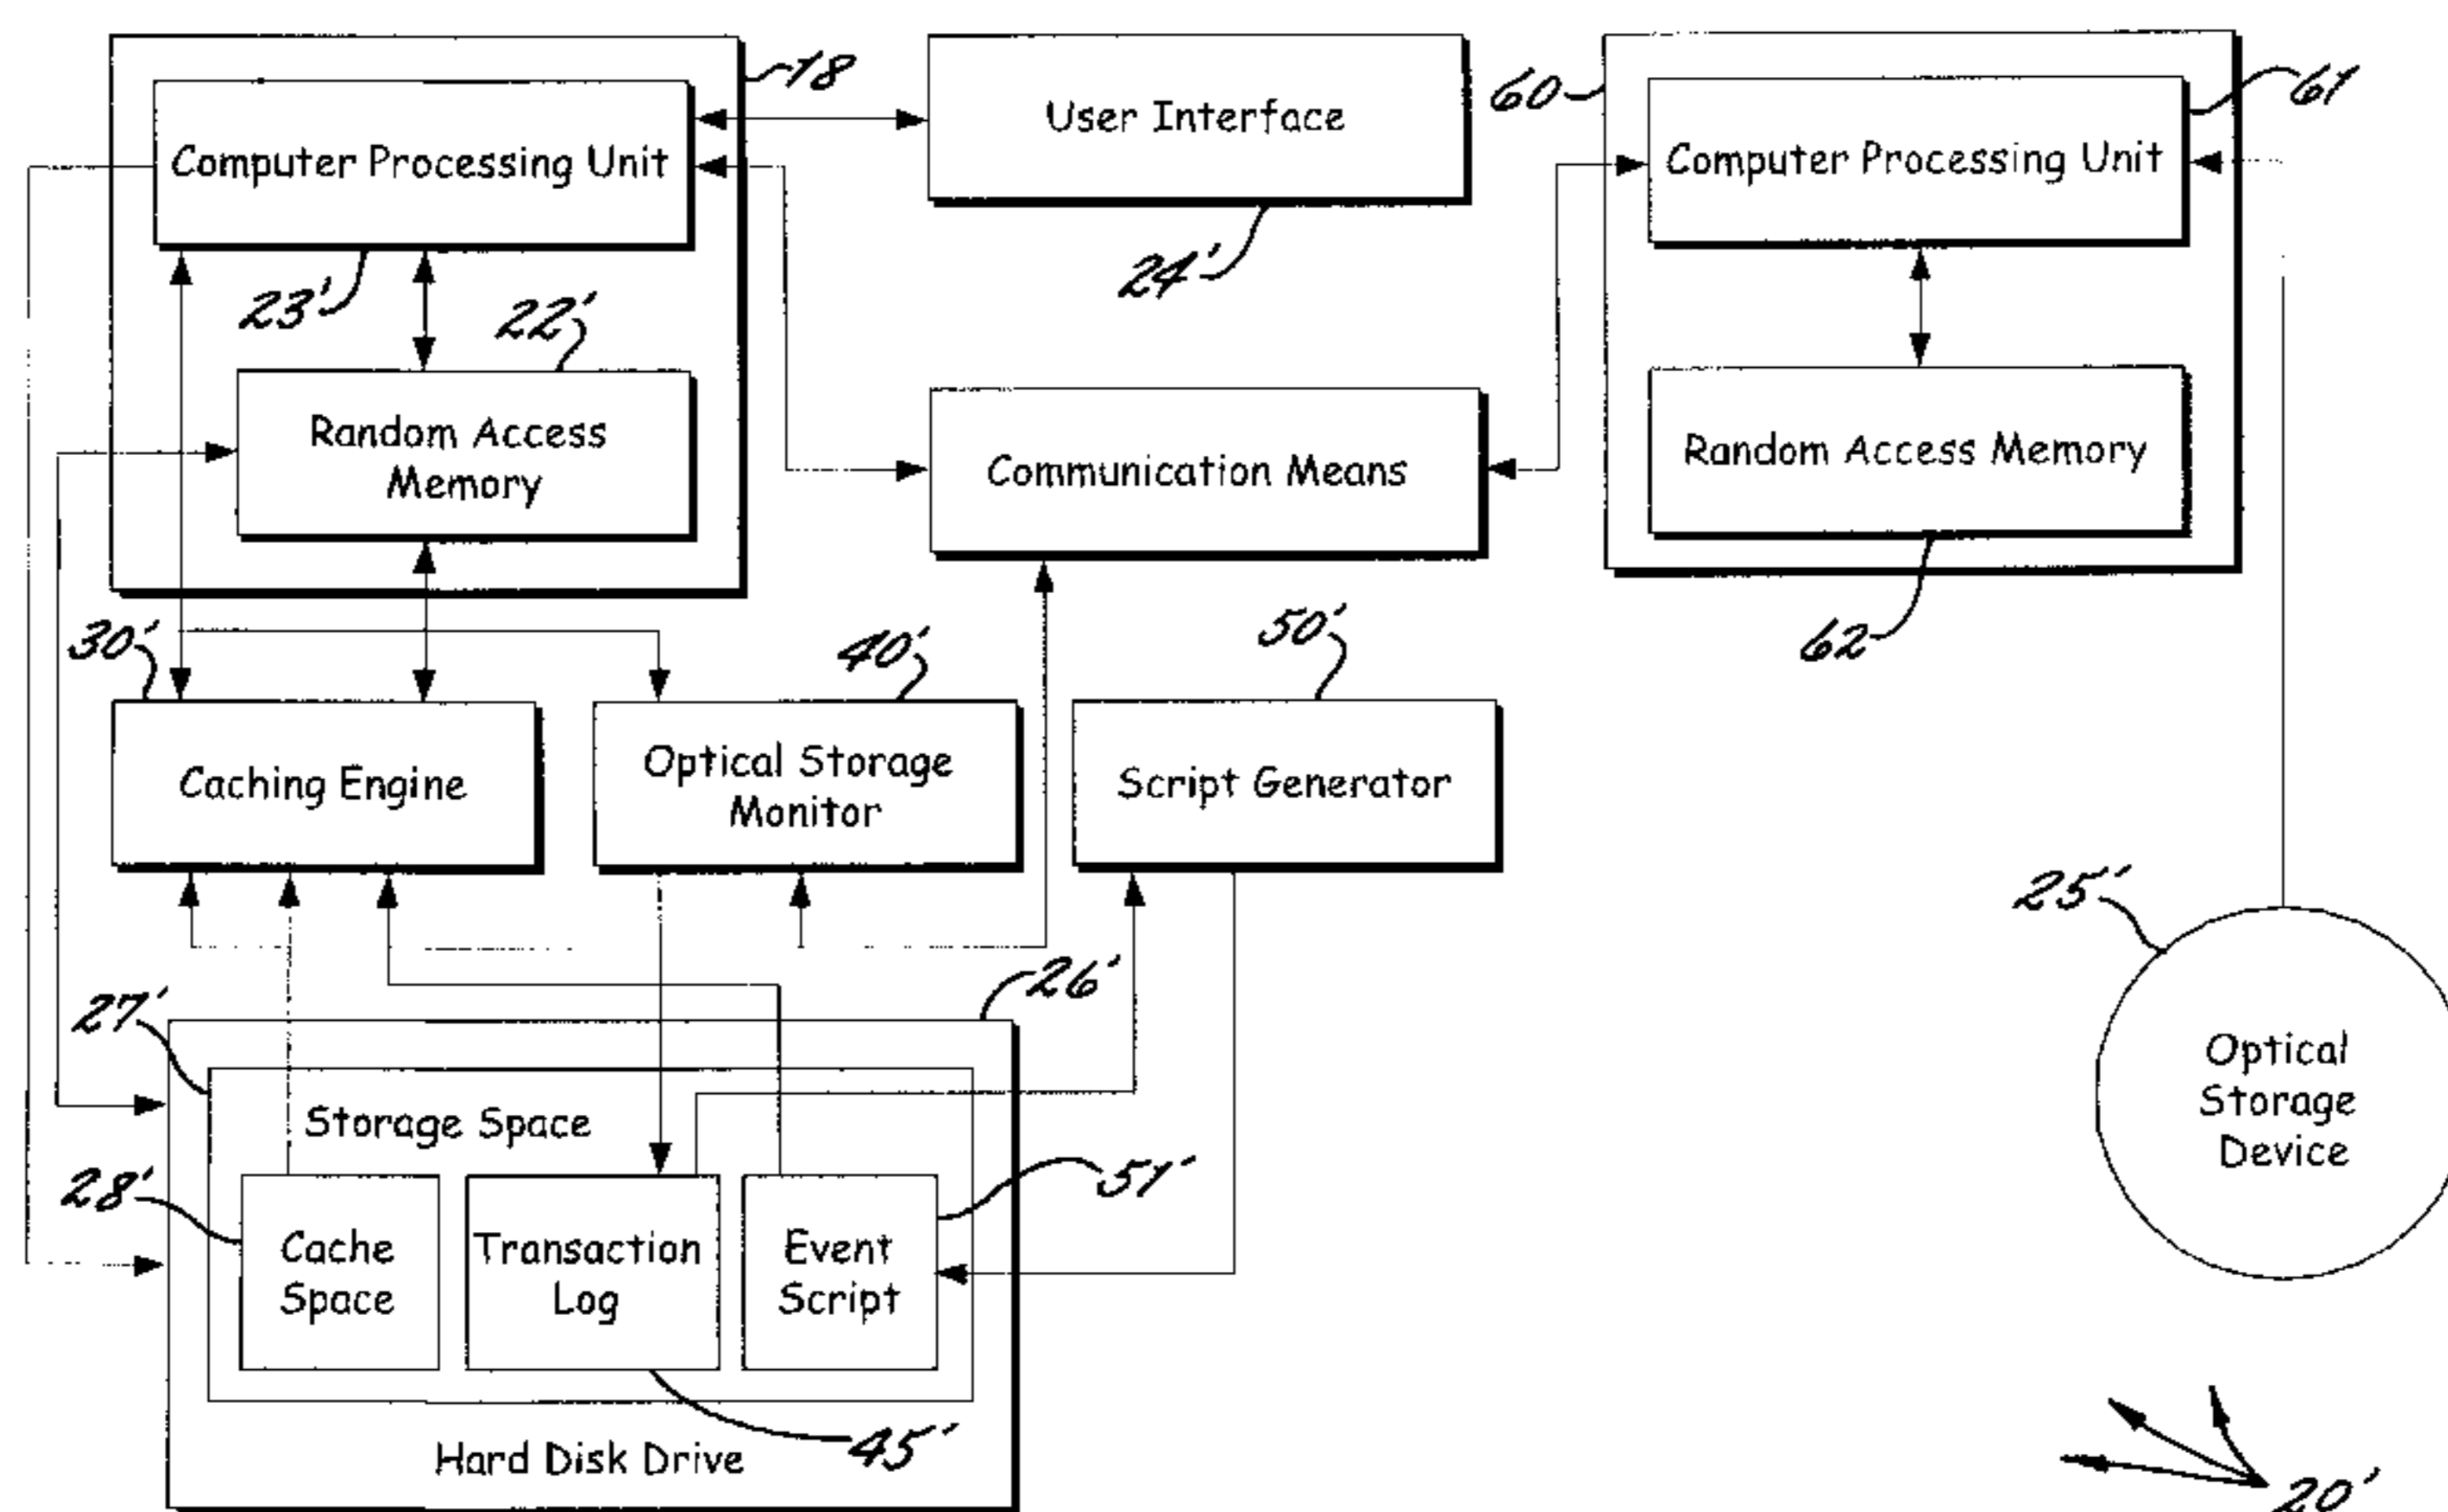 18
60
61
User Interface
Computer Processing Unit
Computer Processing Unit
24'
23'
22'
Random Access
Memory
Communication Means
Random Access Memory
30'
40'
50'
62
Caching Engine
Optical Storage
Monitor
Script Generator
25'
26'
27'
Storage Space
Optical
Storage
Device
28'
51'
Cache
Space
Transaction
Log
Event
Script
45'
Hard Disk Drive
20'